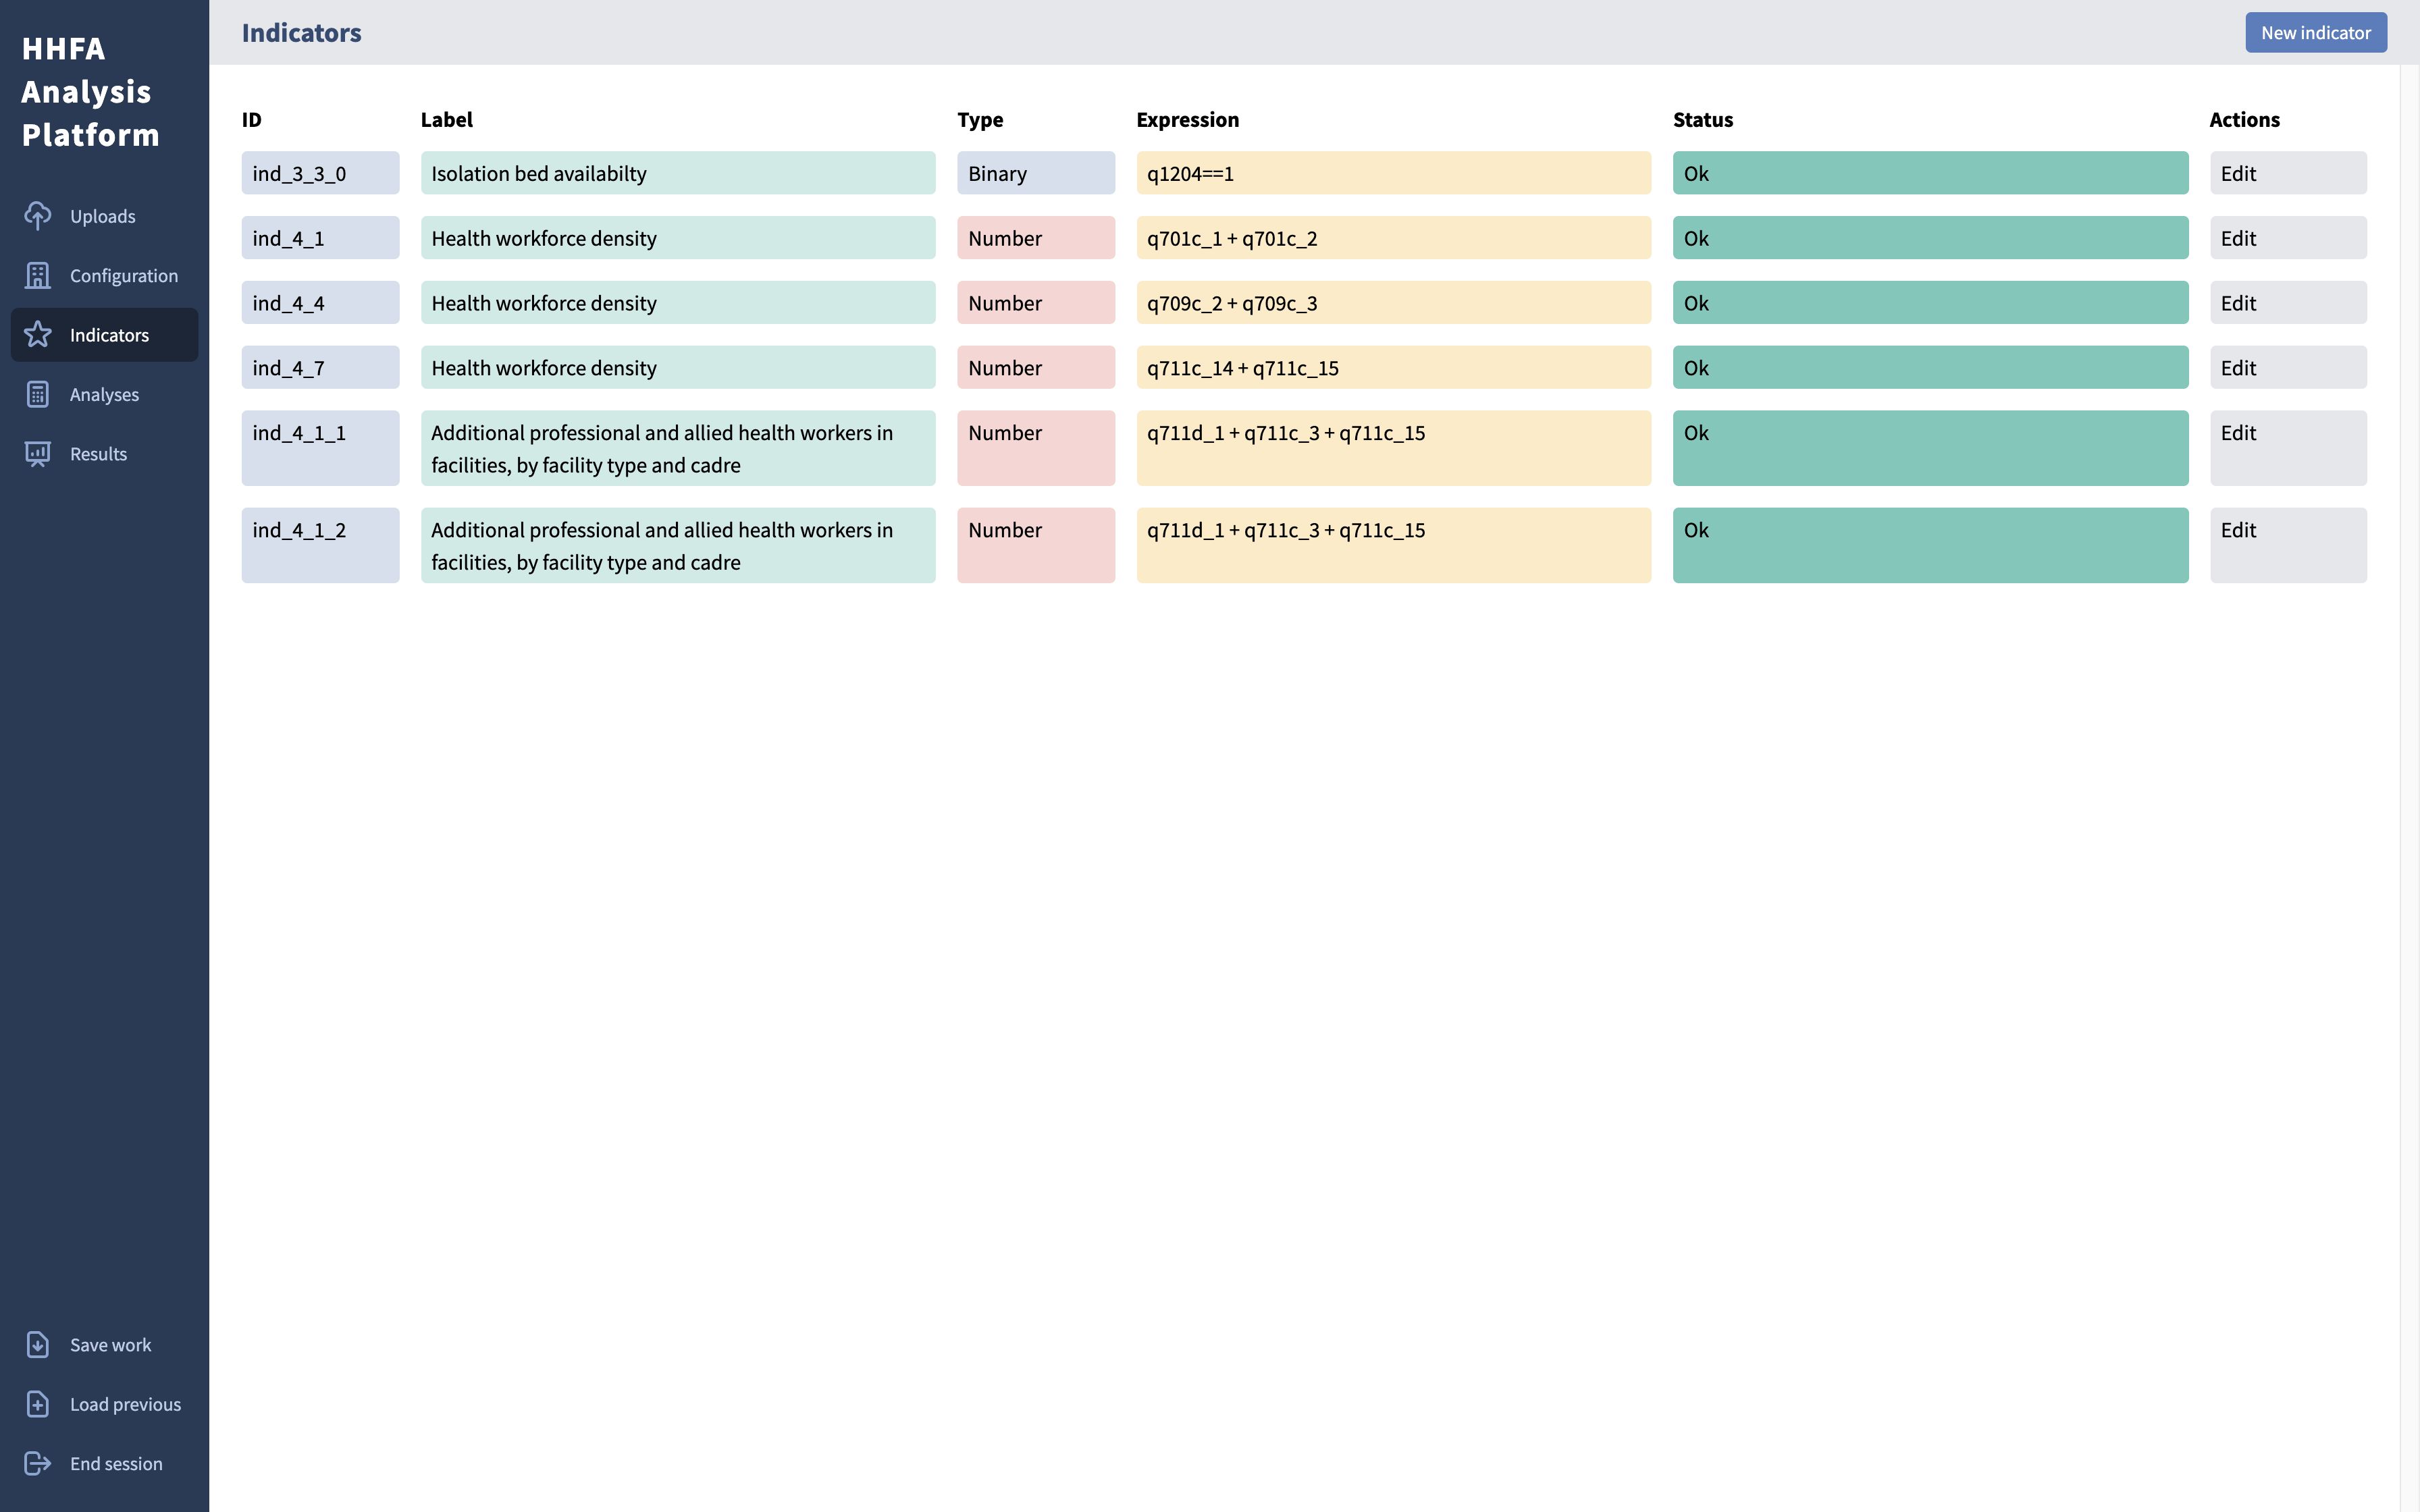 HHFA
Analysis
Platform
Uploads
Configuration
Indicators
Analyses
Results
Save work
Load previous
End session
Indicators
New indicator
ID Label Type Expression Status Actions
ind_3_3_0 Isolation bed availabilty Binary q1204==1 Ok Edit
ind_4_1 Health workforce density Number q701c_1 + q701c_2 Ok Edit
ind_4_4 Health workforce density Number q709c_2 + q709c_3 Ok Edit
ind_4_7 Health workforce density Number q711c_14 + q711c_15 Ok Edit
ind_4_1_1 Additional professional and allied health workers in Number q711d_1 + q711c_3 + q711c_15 Ok Edit
facilities, by facility type and cadre
ind_4_1_2 Additional professional and allied health workers in Number q711d_1 + q711c_3 + q711c_15 Ok Edit
facilities, by facility type and cadre